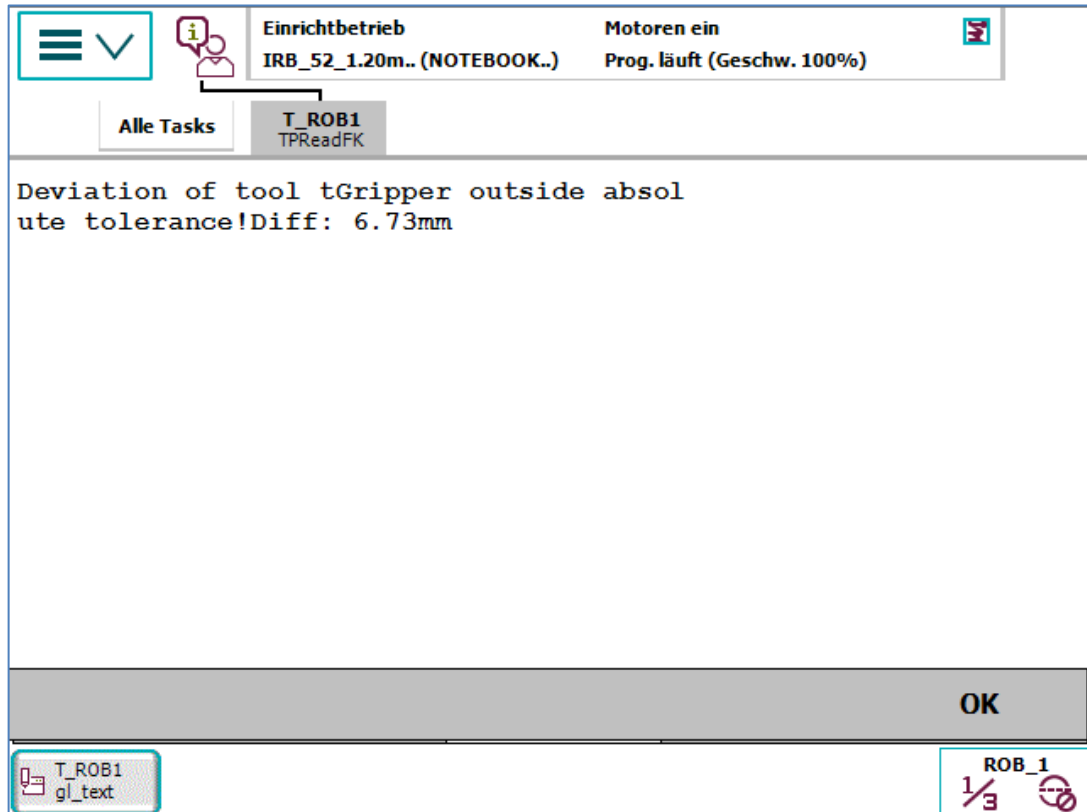 Einrichtbetrieb
Motoren ein
IRB_52_1.20m.. (NOTEBOOK..)
Prog. läuft (Geschw. 100%)
Alle Tasks
T_ROB1
TPReadFK
Deviation of tool tGripper outside absol
ute tolerance!Diff: 6.73mm
OK
T_ROB1
gl_text
ROB_1
1/3